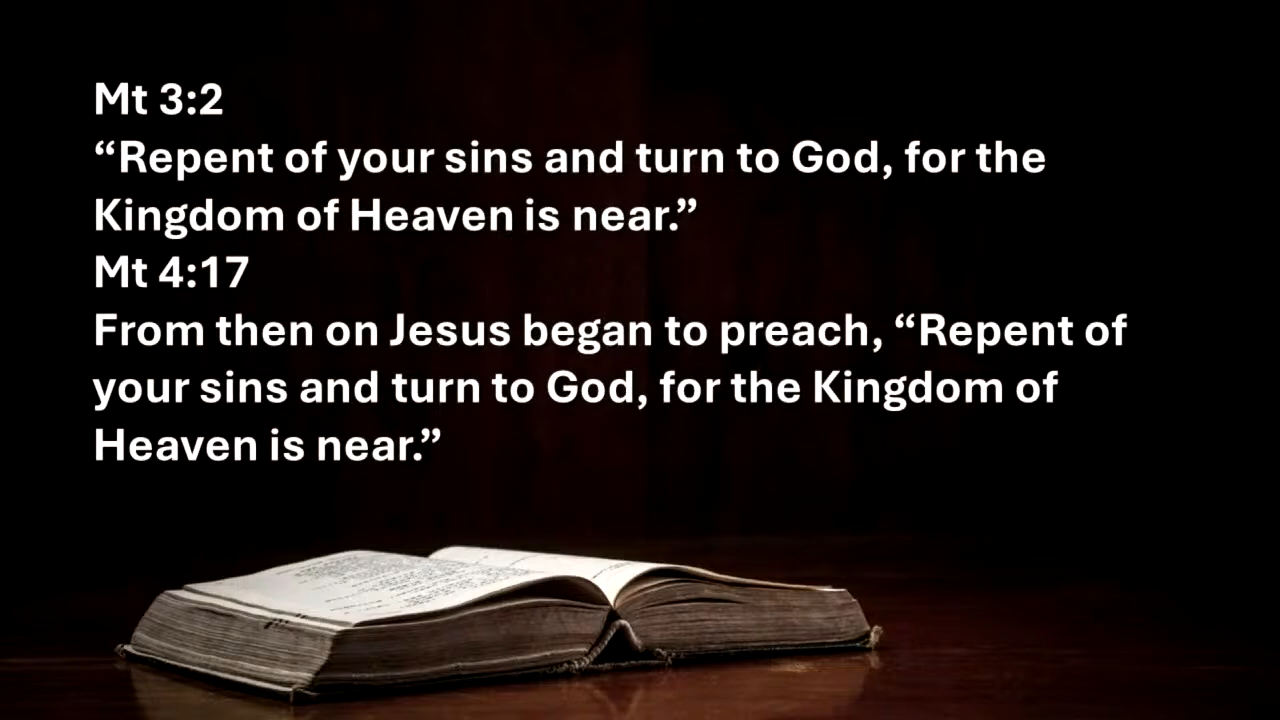 Mt 3:2
“Repent of your sins and turn to God, for the
Kingdom of Heaven is near.”
Mt 4:17
From then on Jesus began to preach, “Repent of
your sins and turn to God, for the Kingdom of
Heaven is near.”